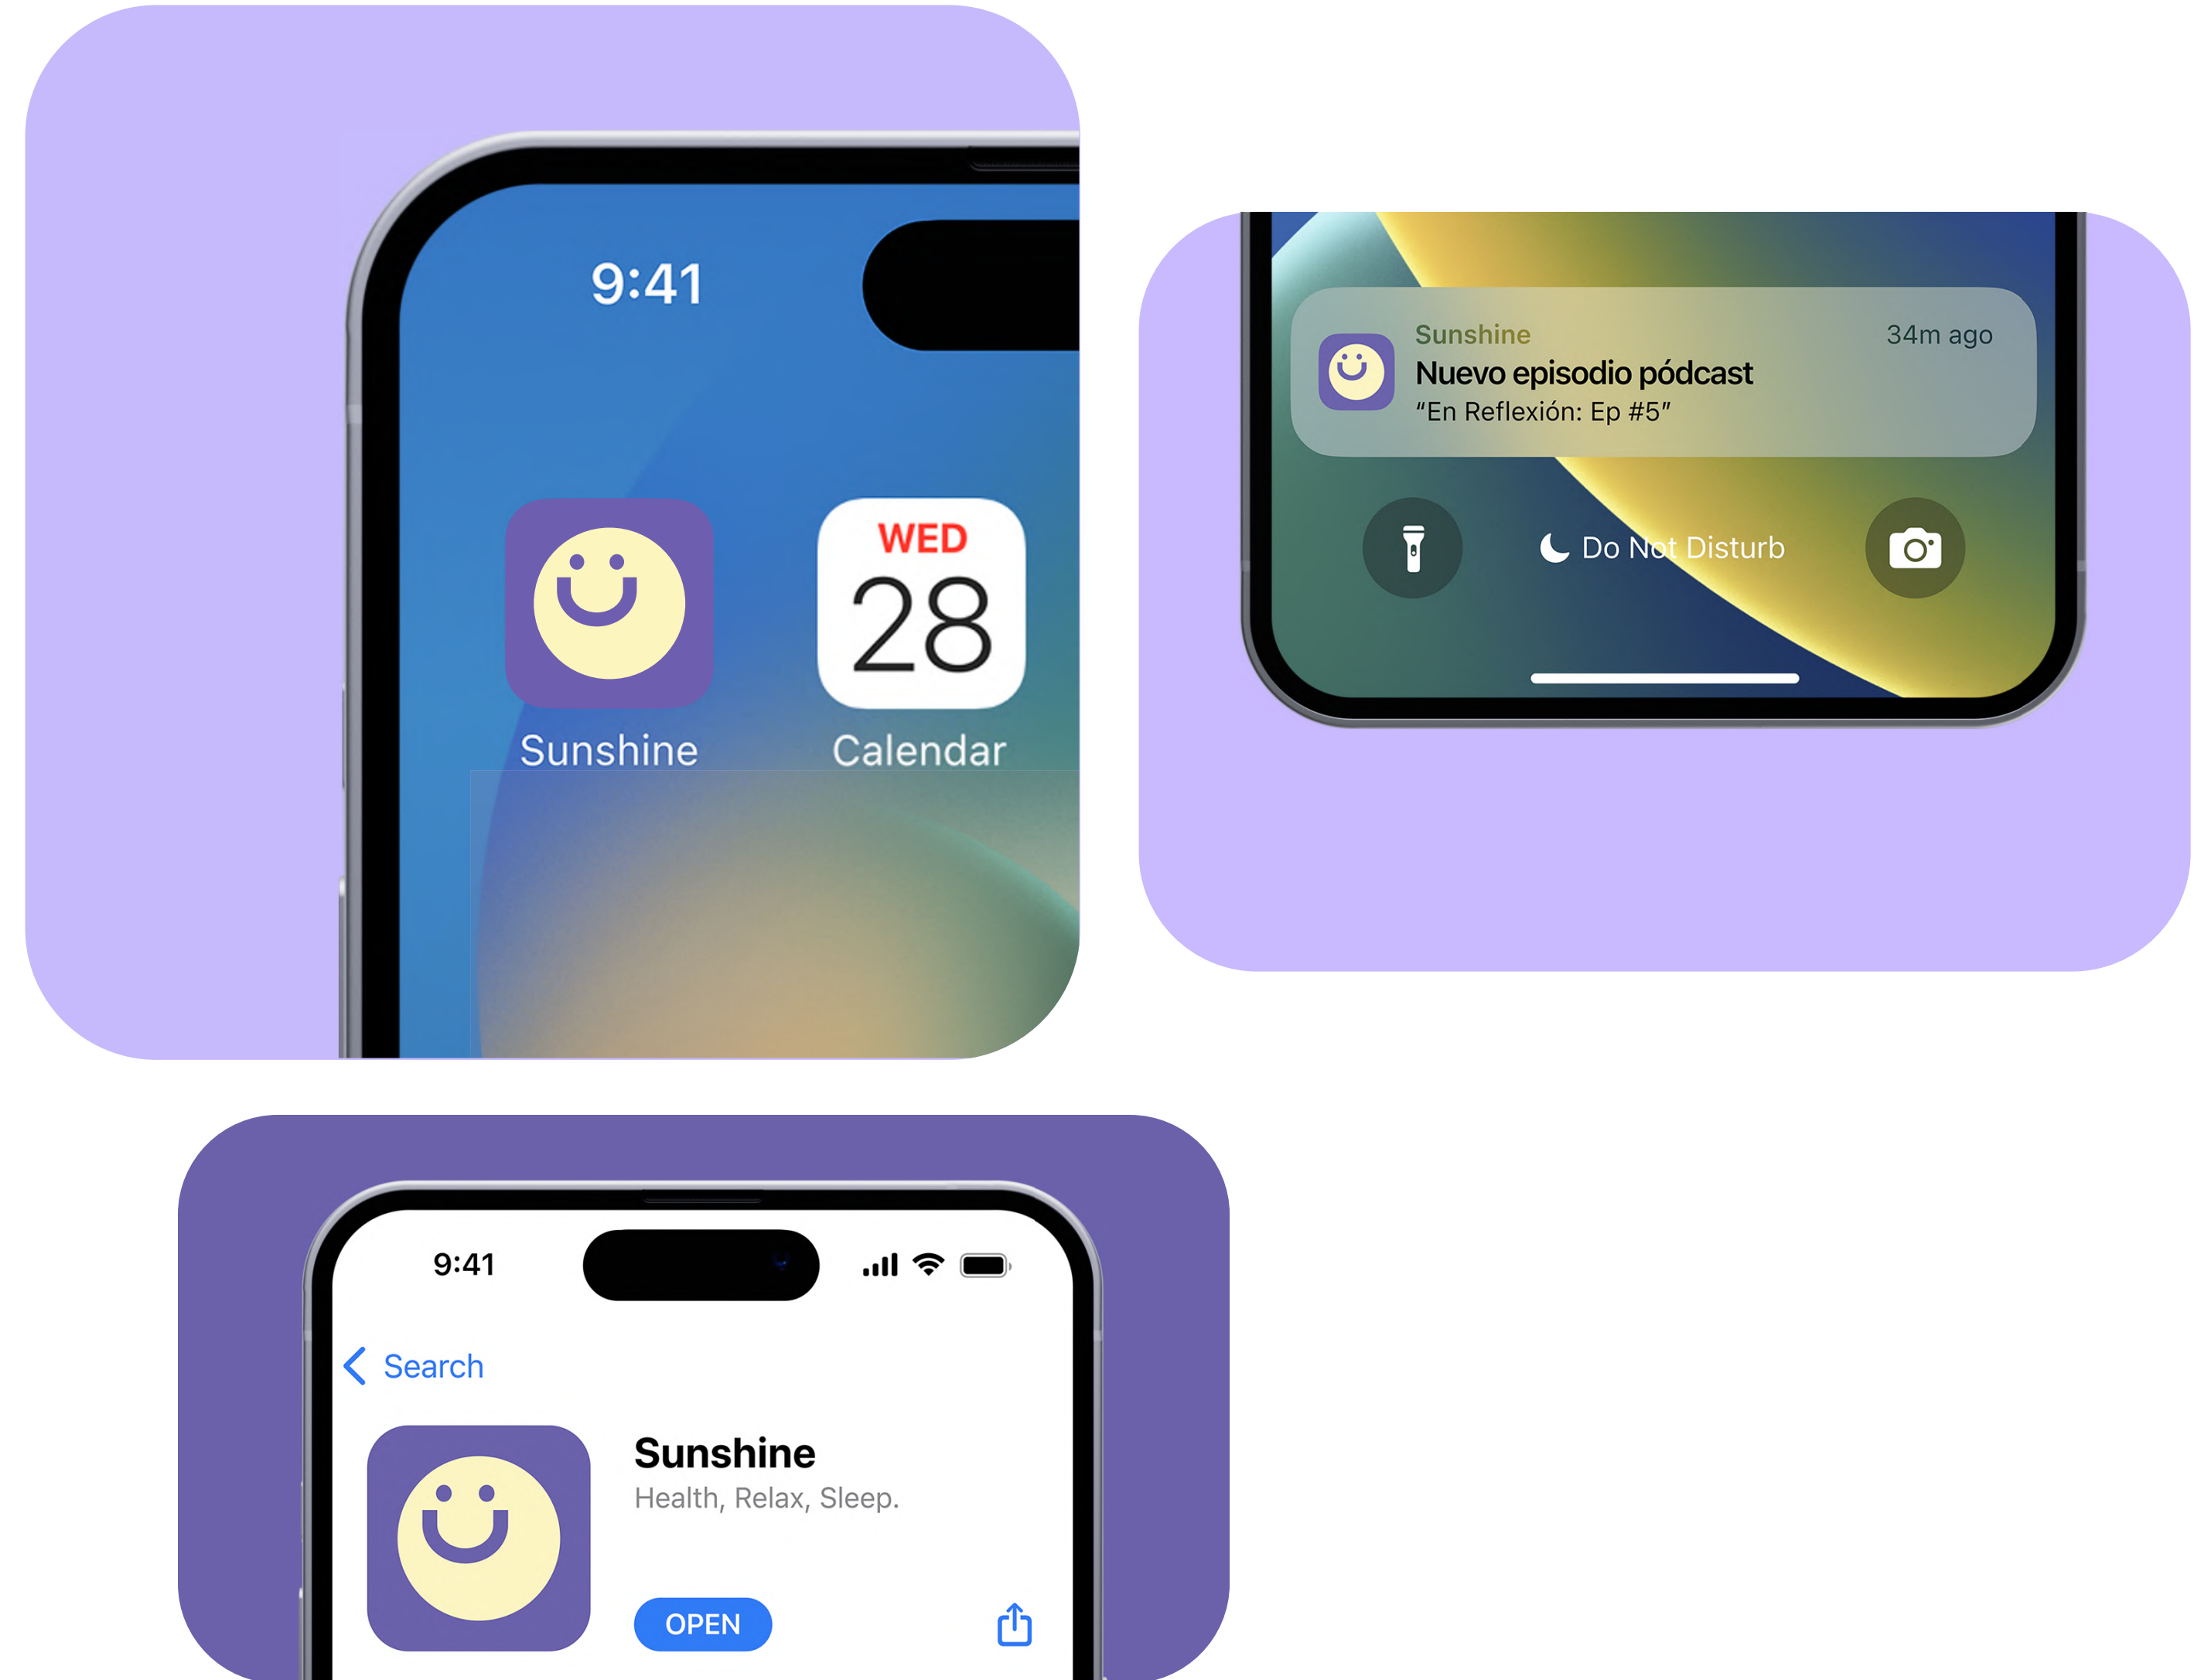 9:41
WED
28
Sunshine
Calendar
Sunshine
34m ago
Nuevo episodio pódcast
“En Reflexión: Ep #5”
Do Not Disturb
9:41
Search
Sunshine
Health, Relax, Sleep.
OPEN